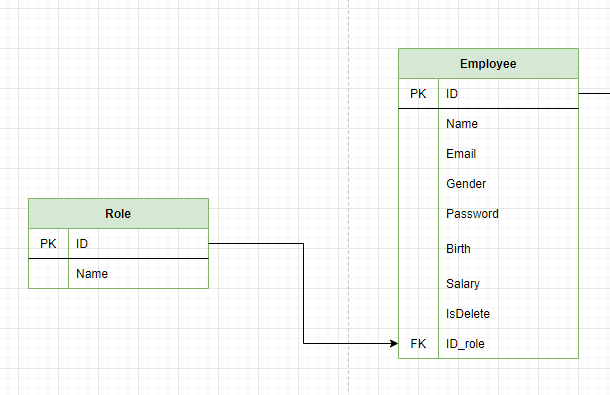 Employee
PK ID
Name
Email
Gender
Password
Birth
Salary
IsDelete
FK ID_role
Role
PK ID
Name